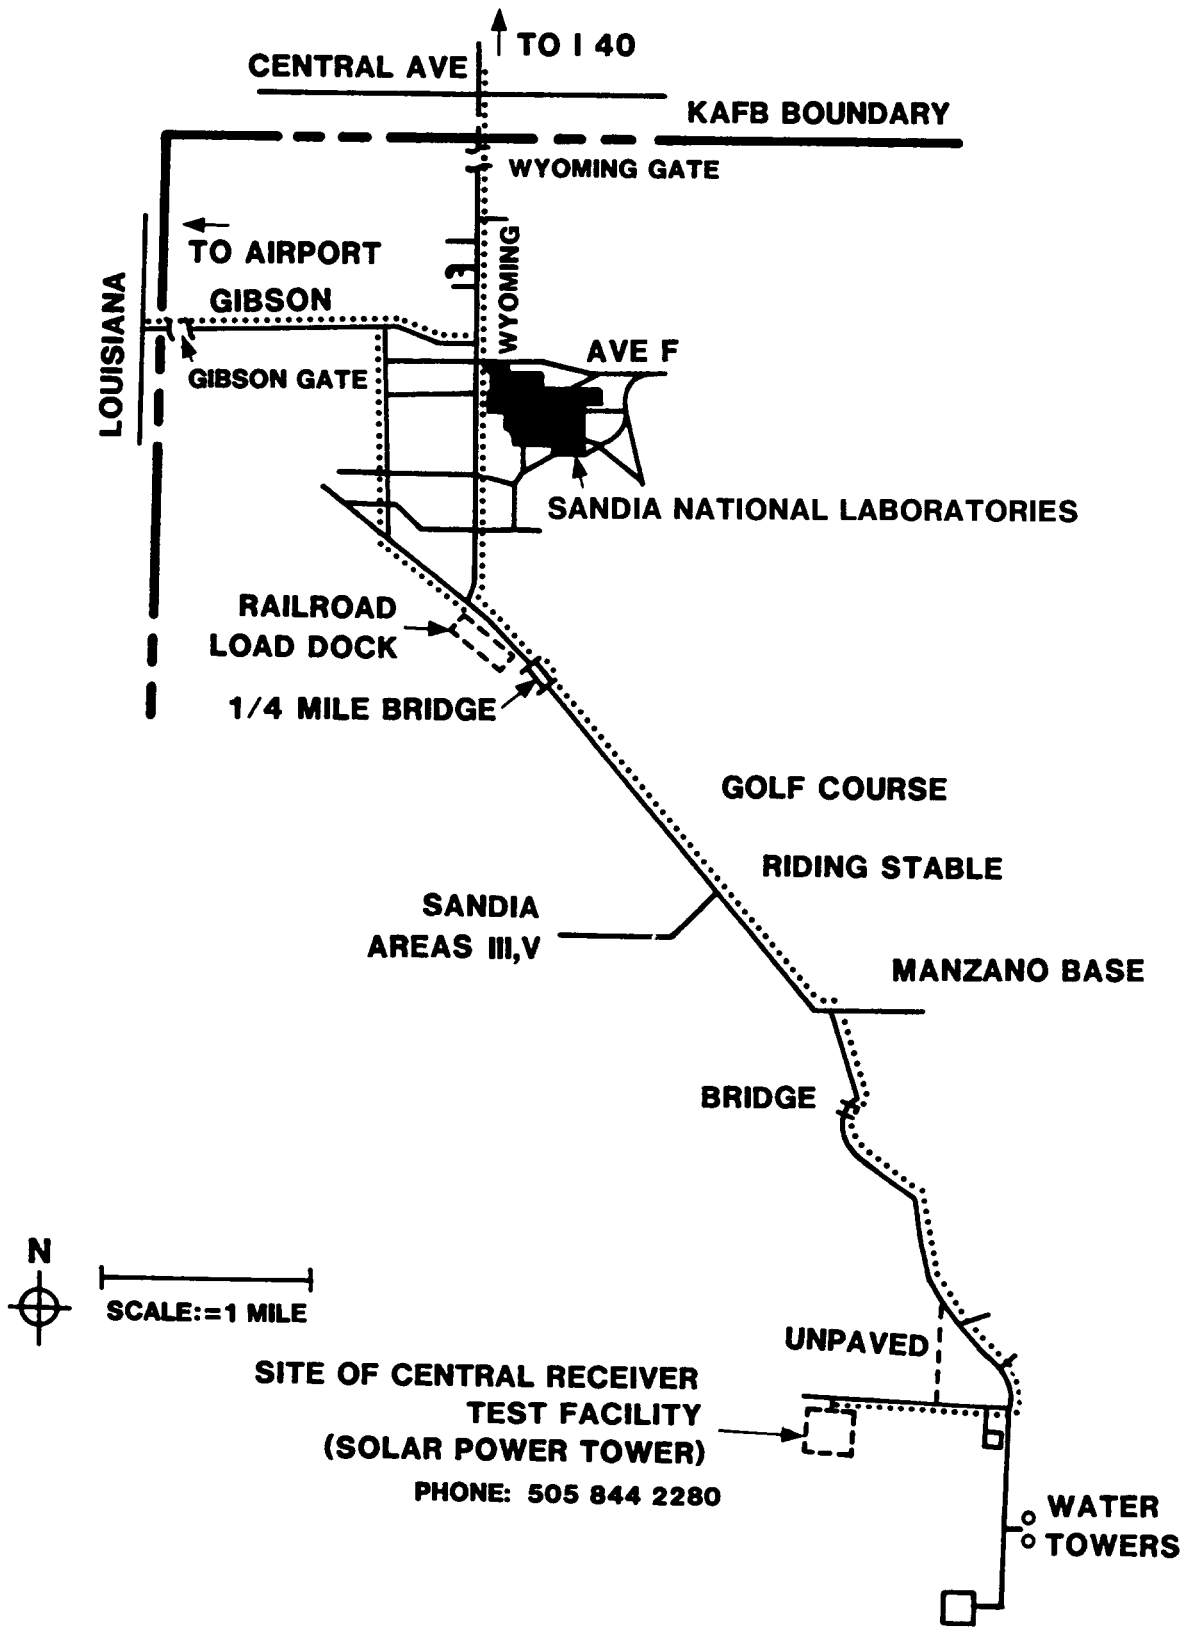 TO I 40
CENTRAL AVE
KAFB BOUNDARY
WYOMING GATE
TO AIRPORT
WYOMING
GIBSON
LOUISIANA
AVE F
GIBSON GATE
SANDIA NATIONAL LABORATORIES
RAILROAD
LOAD DOCK
1/4 MILE BRIDGE
GOLF COURSE
RIDING STABLE
SANDIA
AREAS III,V
MANZANO BASE
BRIDGE
N
SCALE:=1 MILE
UNPAVED
SITE OF CENTRAL RECEIVER
TEST FACILITY
(SOLAR POWER TOWER)
PHONE: 505 844 2280
WATER
TOWERS